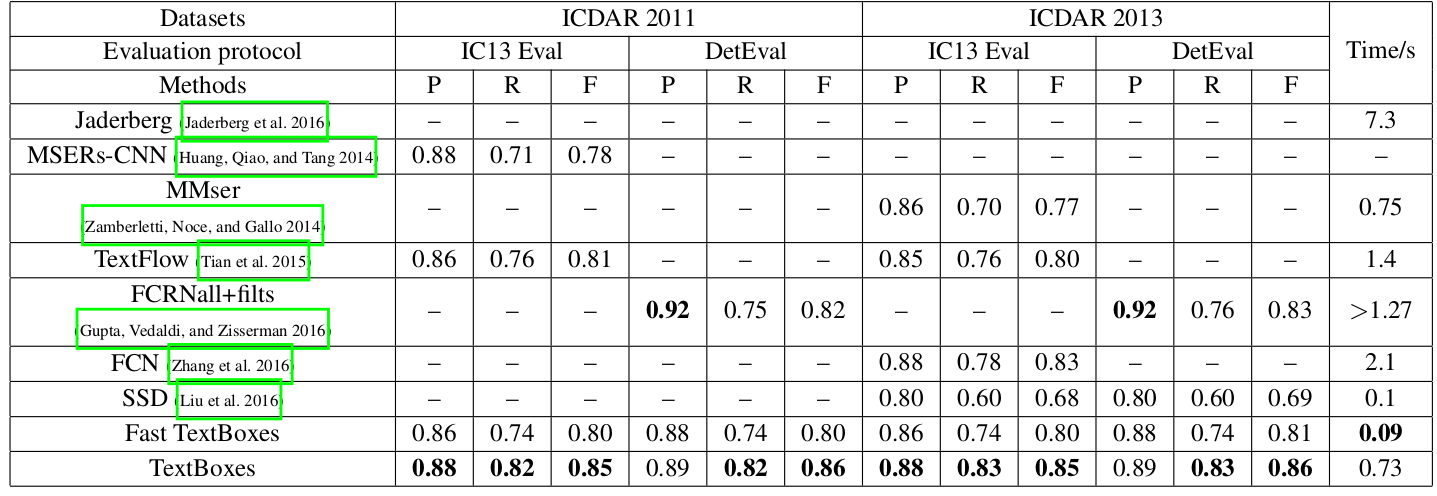 Datasets ICDAR 2011 ICDAR 2013 Time/s
Evaluation protocol IC13 Eval DetEval IC13 Eval DetEval
Methods P R F P R F P R F P R F
Jaderberg (Jaderberg et al. 2016) – – – – – – – – – – – – 7.3
MSERs-CNN (Huang, Qiao, and Tang 2014) 0.88 0.71 0.78 – – – – – – – – – –
MMser
(Zamberletti, Noce, and Gallo 2014) – – – – – – 0.86 0.70 0.77 – – – 0.75
TextFlow (Tian et al. 2015) 0.86 0.76 0.81 – – – 0.85 0.76 0.80 – – – 1.4
FCRNall+filts
(Gupta, Vedaldi, and Zisserman 2016) – – – 0.92 0.75 0.82 – – – 0.92 0.76 0.83 >1.27
FCN (Zhang et al. 2016) – – – – – – 0.88 0.78 0.83 – – – 2.1
SSD (Liu et al. 2016) – – – – – – 0.80 0.60 0.68 0.80 0.60 0.69 0.1
Fast TextBoxes 0.86 0.74 0.80 0.88 0.74 0.80 0.86 0.74 0.80 0.88 0.74 0.81 0.09
TextBoxes 0.88 0.82 0.85 0.89 0.82 0.86 0.88 0.83 0.85 0.89 0.83 0.86 0.73